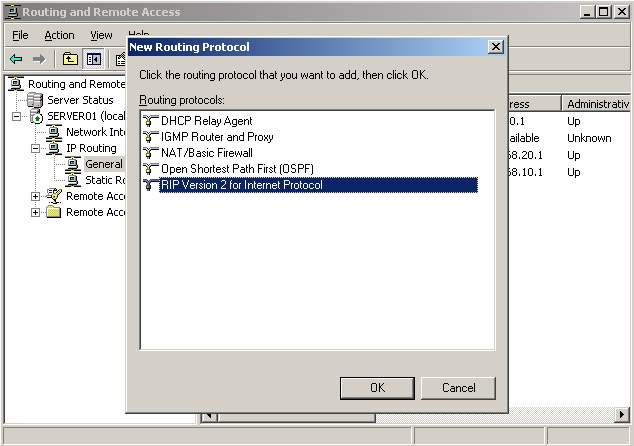 Routing and Remote Access
File Action View Help
New Routing Protocol
Click the routing protocol that you want to add, then click OK.
Routing protocols:
DHCP Relay Agent
IGMP Router and Proxy
NAT/Basic Firewall
Open Shortest Path First (OSPF)
RIP Version 2 for Internet Protocol
OK Cancel
Routing and Remote
Server Status
SERVER01 (local
Network Int
IP Routing
General
Static Ro
Remote Acc
Remote Acc
ress Administrativ
0.1 Up
ailable Unknown
68.20.1 Up
68.10.1 Up